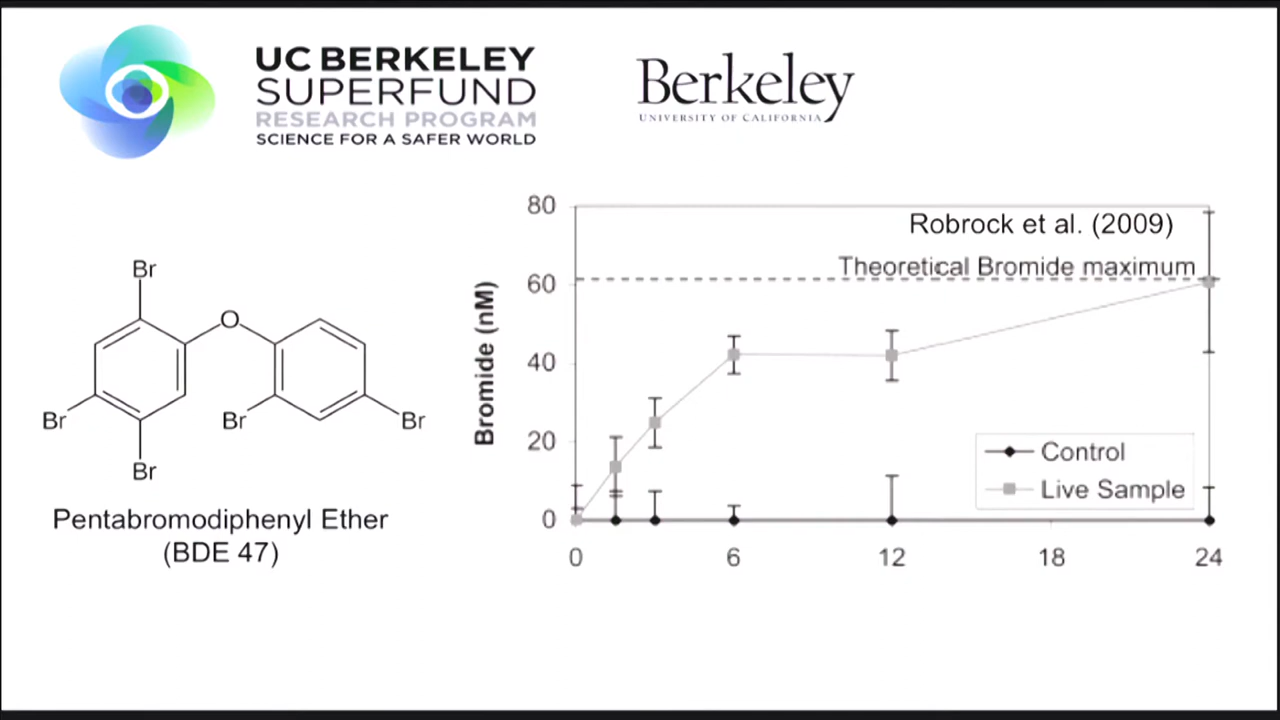 UC BERKELEY
SUPERFUND
RESEARCH PROGRAM
SCIENCE FOR A SAFER WORLD
Berkeley
UNIVERSITY OF CALIFORNIA
Br
O
Br
Br
Br
Br
Pentabromodiphenyl Ether
(BDE 47)
80
60
40
20
0
Bromide (nM)
Robrock et al. (2009)
Theoretical Bromide maximum
Control
Live Sample
0 6 12 18 24